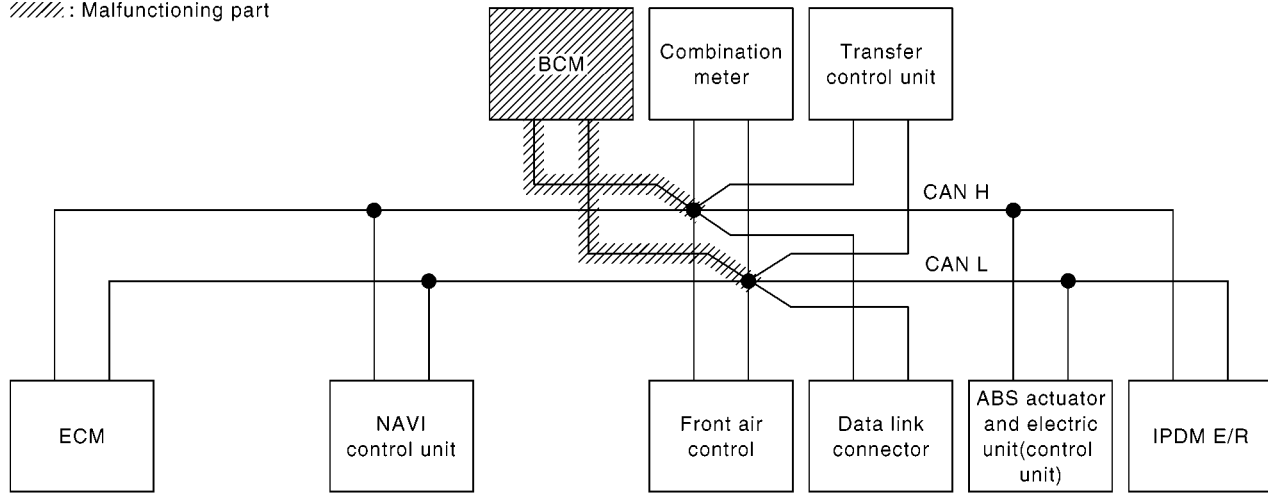 : Malfunctioning part
BCM
Combination
meter
Transfer
control unit
CAN H
CAN L
ECM
NAVI
control unit
Front air
control
Data link
connector
ABS actuator
and electric
unit(control
unit)
IPDM E/R